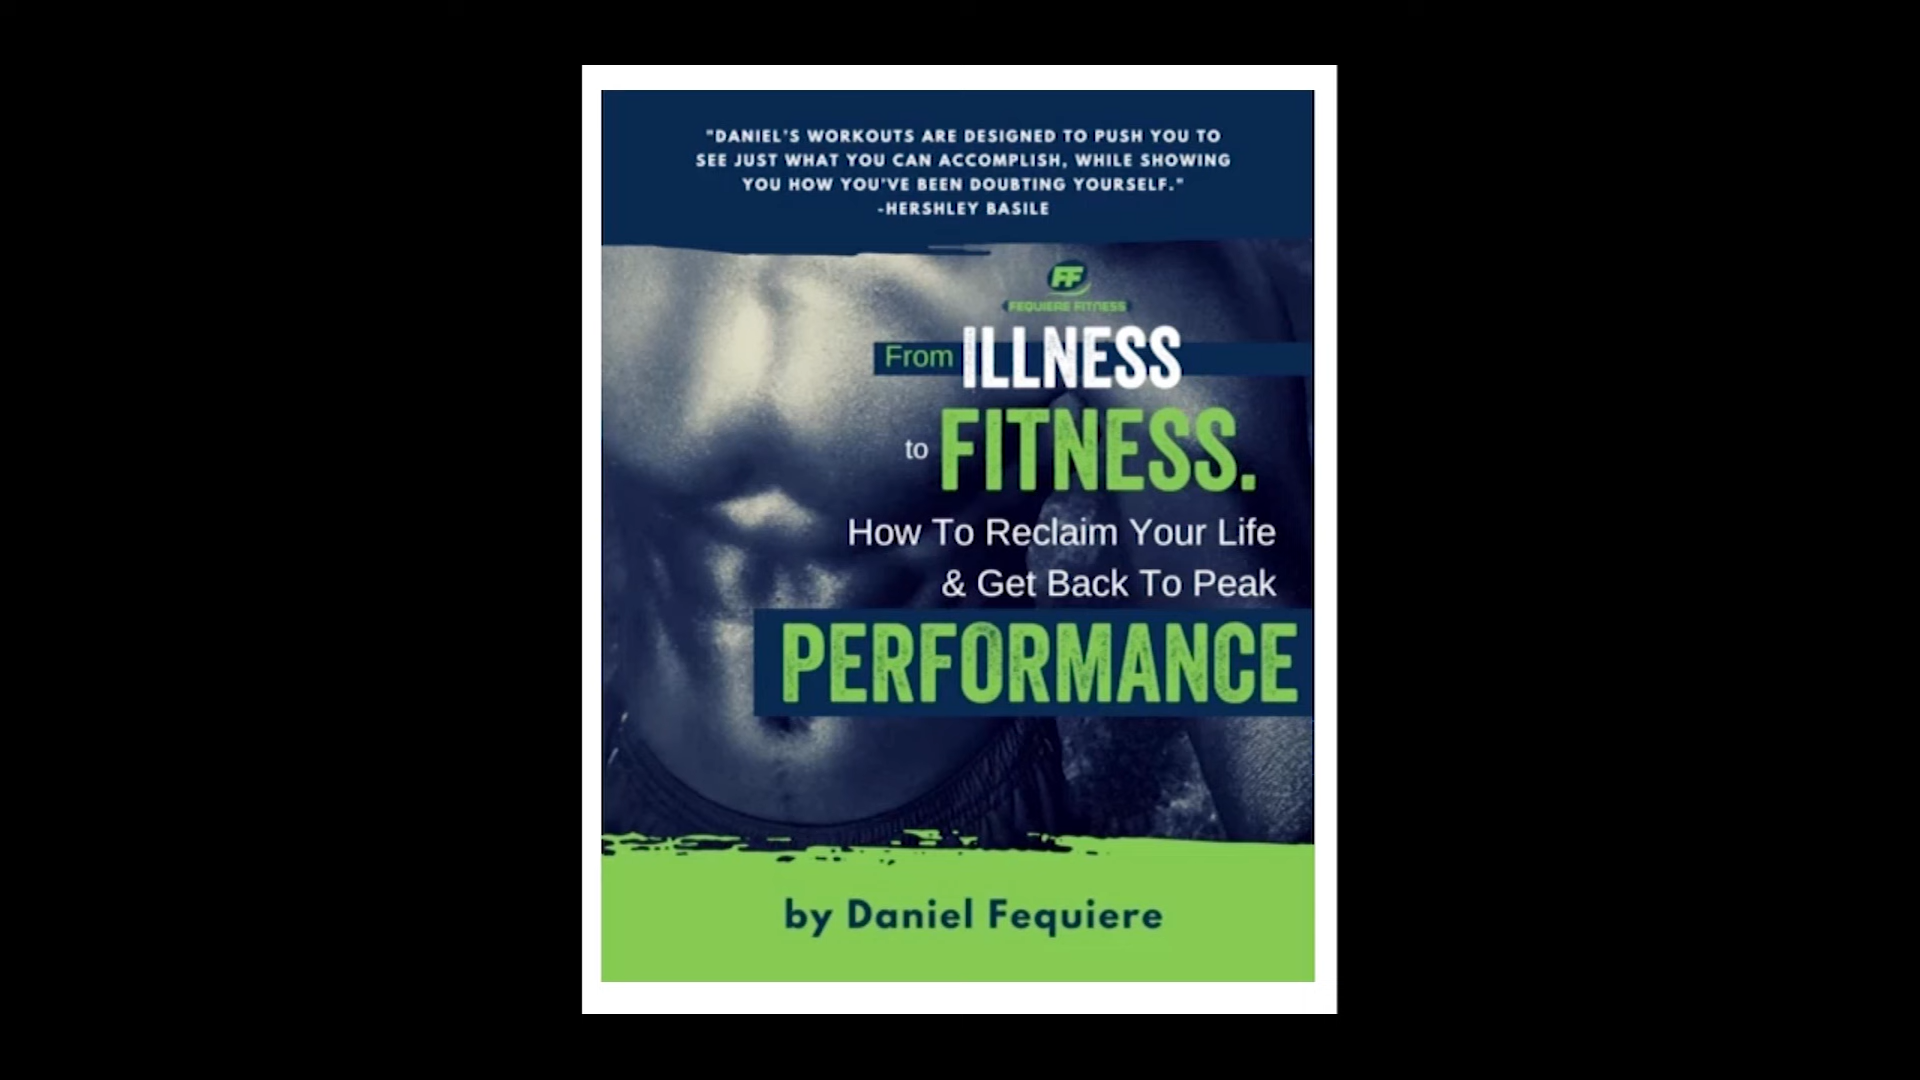 "DANIEL'S WORKOUTS ARE DESIGNED TO PUSH YOU TO
SEE JUST WHAT YOU CAN ACCOMPLISH, WHILE SHOWING
YOU HOW YOU'VE BEEN DOUBTING YOURSELF."
-HERSHLEY BASILE
FF
FEQUIERE FITNESS
From ILLNESS
to FITNESS.
How To Reclaim Your Life
& Get Back To Peak
PERFORMANCE
by Daniel Fequiere